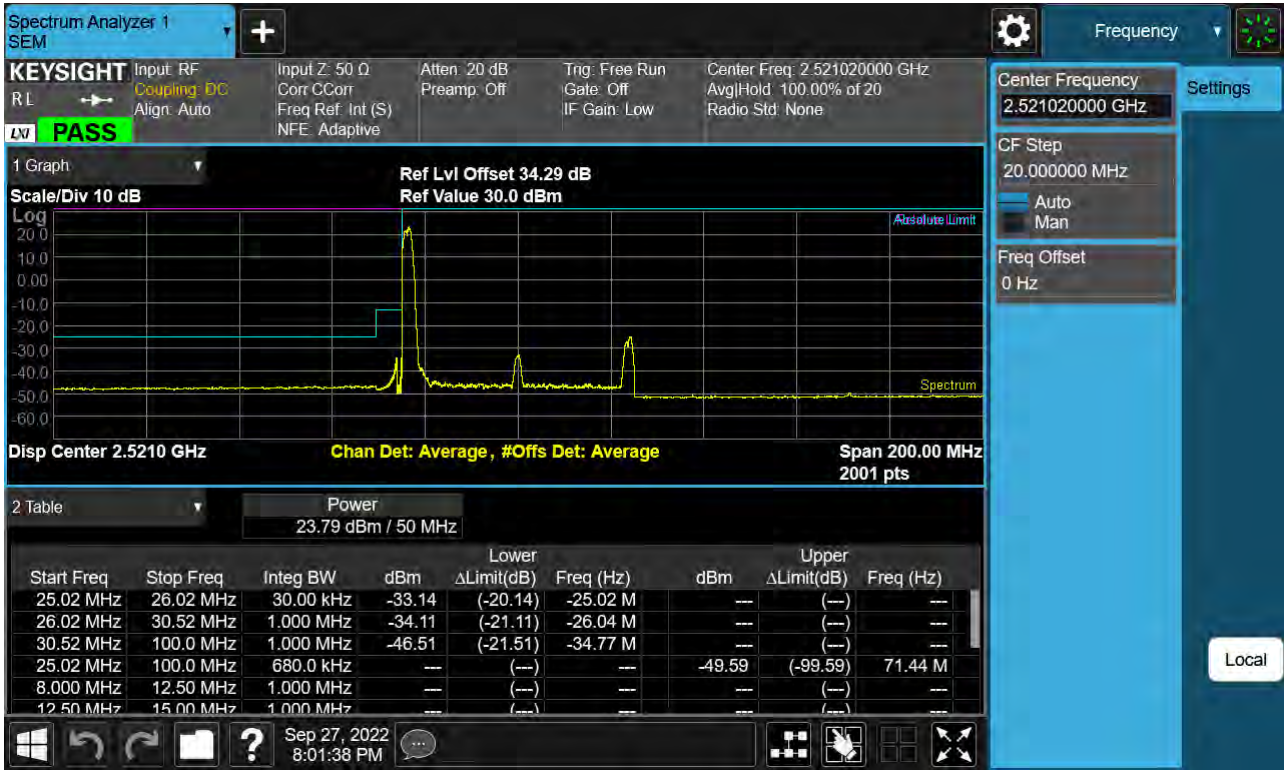 Spectrum Analyzer 1
SEM
+
Frequency
KEYSIGHT
RL
LXI PASS
Input: RF
Coupling: DC
Align: Auto
Input Z: 50 Ω
Corr CCorr
Freq Ref: Int (S)
NFE: Adaptive
Atten: 20 dB
Preamp: Off
Trig: Free Run
Gate: Off
IF Gain: Low
Center Freq: 2.521020000 GHz
Avg|Hold: 100.00% of 20
Radio Std: None
Center Frequency
2.521020000 GHz
Settings
CF Step
20.000000 MHz
Auto
Man
Freq Offset
0 Hz
Local
1 Graph
Scale/Div 10 dB
Ref Lvl Offset 34.29 dB
Ref Value 30.0 dBm
Log
20.0
10.0
0.00
-10.0
-20.0
-30.0
-40.0
-50.0
-60.0
Limit
Spectrum
Disp Center 2.5210 GHz
Chan Det: Average, #Offs Det: Average
Span 200.00 MHz
2001 pts
2 Table
Power
23.79 dBm / 50 MHz
Lower Upper
Start Freq Stop Freq Integ BW dBm ΔLimit(dB) Freq (Hz) dBm ΔLimit(dB) Freq (Hz)
25.02 MHz 26.02 MHz 30.00 kHz -33.14 (-20.14) -25.02 M --- (---) ---
26.02 MHz 30.52 MHz 1.000 MHz -34.11 (-21.11) -26.04 M --- (---) ---
30.52 MHz 100.0 MHz 1.000 MHz -46.51 (-21.51) -34.77 M --- (---) ---
25.02 MHz 100.0 MHz 680.0 kHz --- (---) --- -49.59 (-99.59) 71.44 M
8.000 MHz 12.50 MHz 1.000 MHz --- (---) --- --- (---) ---
12.50 MHz 15.00 MHz 1.000 MHz --- (---) --- --- (---) ---
?
Sep 27, 2022
8:01:38 PM